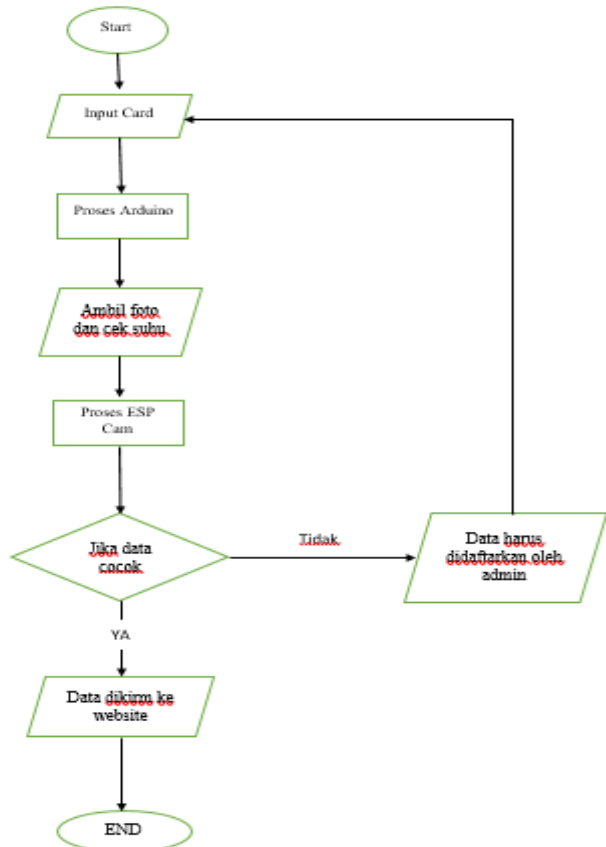 Start
Input Card
Proses Arduino
Ambil foto
dan cek suhu
Proses ESP
Cam
Jika data
cocok
Tidak
Data harus
didaftarkan oleh
admin
YA
Data dikirm ke
website
END